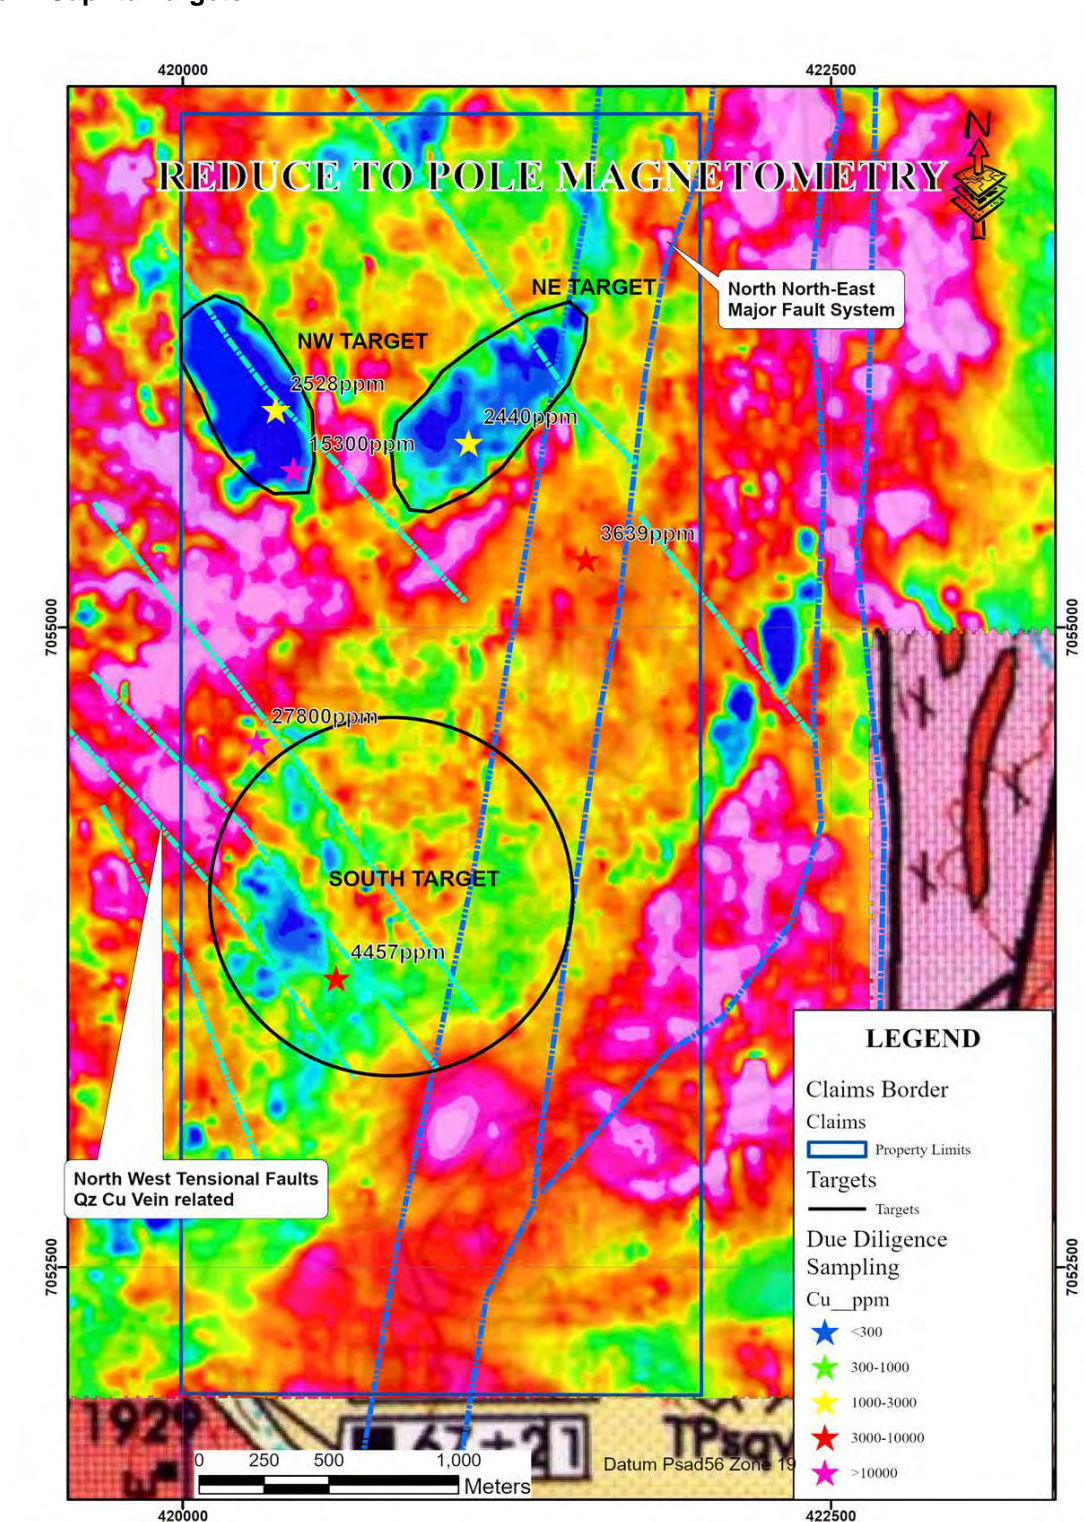 420000
422500
N
REDUCE TO POLE MAGNETOMETRY
NE TARGET
North North-East
Major Fault System
NW TARGET
2528ppm
2440ppm
15300ppm
3639ppm
7055000
7055000
27800ppm
SOUTH TARGET
4457ppm
North West Tensional Faults
Qz Cu Vein related
7052500
7052500
LEGEND
Claims Border
Claims
Property Limits
Targets
Targets
Due Diligence
Sampling
Cu__ppm
<300
300-1000
1000-3000
3000-10000
>10000
1929
0 250 500 1,000
Meters
Datum Psad56 Zone 19
420000
422500